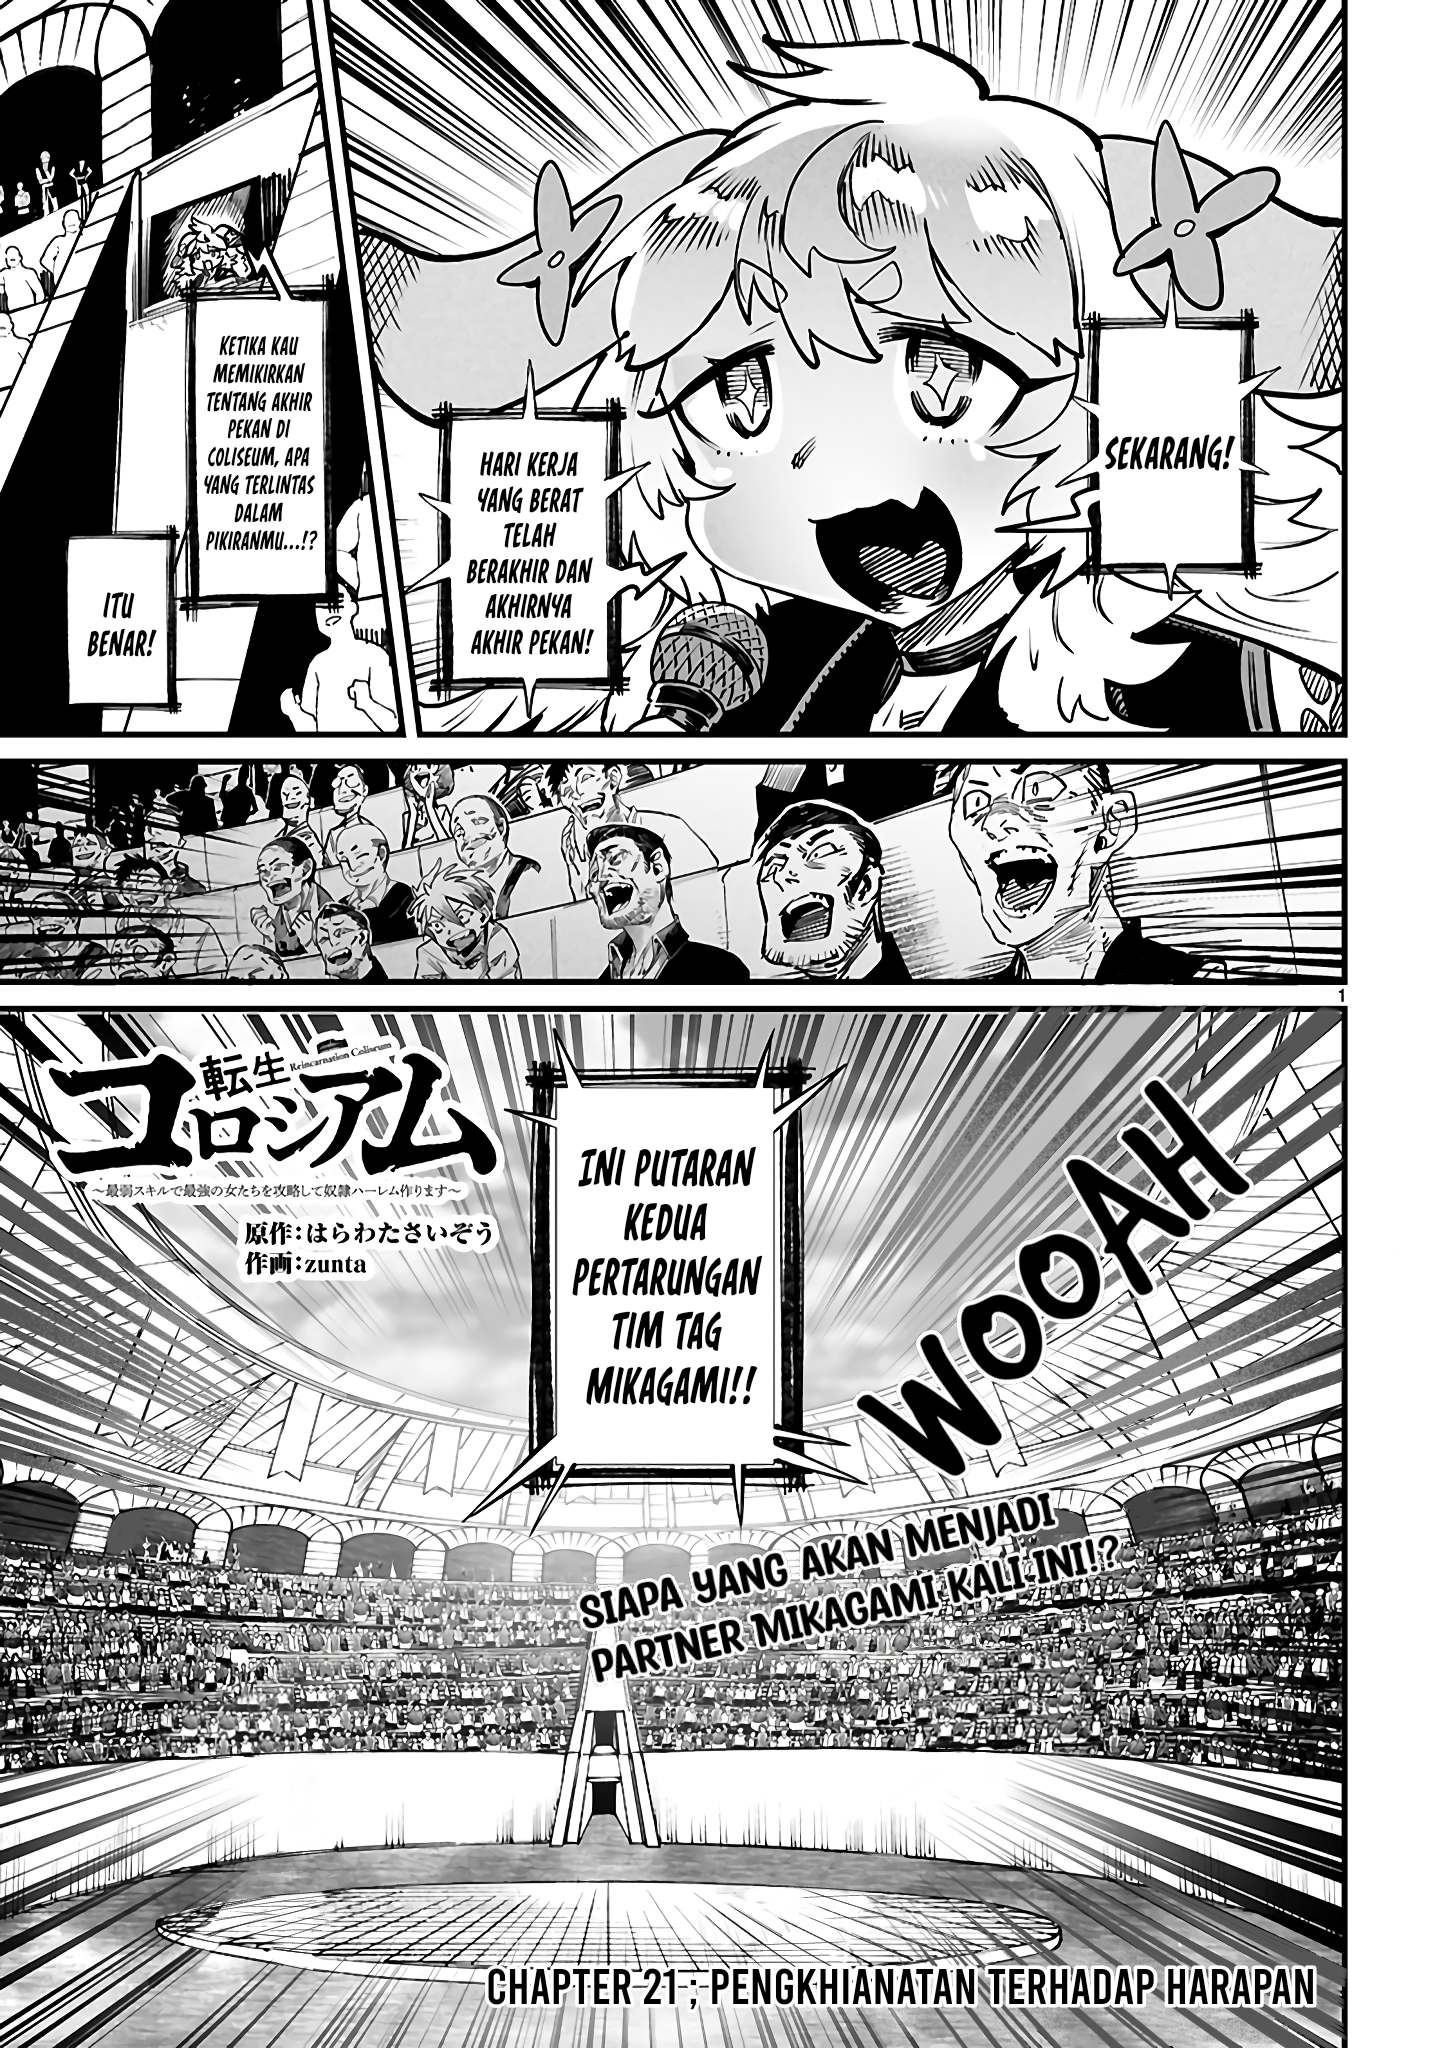 SEKARANG!
HARI KERJA
YANG BERAT
TELAH
BERAKHIR DAN
AKHIRNYA
AKHIR PEKAN!
KETIKA KAU
MEMIKIRKAN
TENTANG AKHIR
PEKAN DI
COLISEUM, APA
YANG TERLINTAS
DALAM
PIKIRANMU...!?
ITU
BENAR!
1
転生
Reincarnation Coliseum
コロシアム
～最弱スキルで最強の女たちを攻略して奴隷ハーレム作ります～
原作:はらわたさいぞう
作画:zunta
INI PUTARAN
KEDUA
PERTARUNGAN
TIM TAG
MIKAGAMI!!
WOOAH
SIAPA YANG AKAN MENJADI
PARTNER MIKAGAMI KALI INI!?
CHAPTER 21 ; PENGKHIANATAN TERHADAP HARAPAN